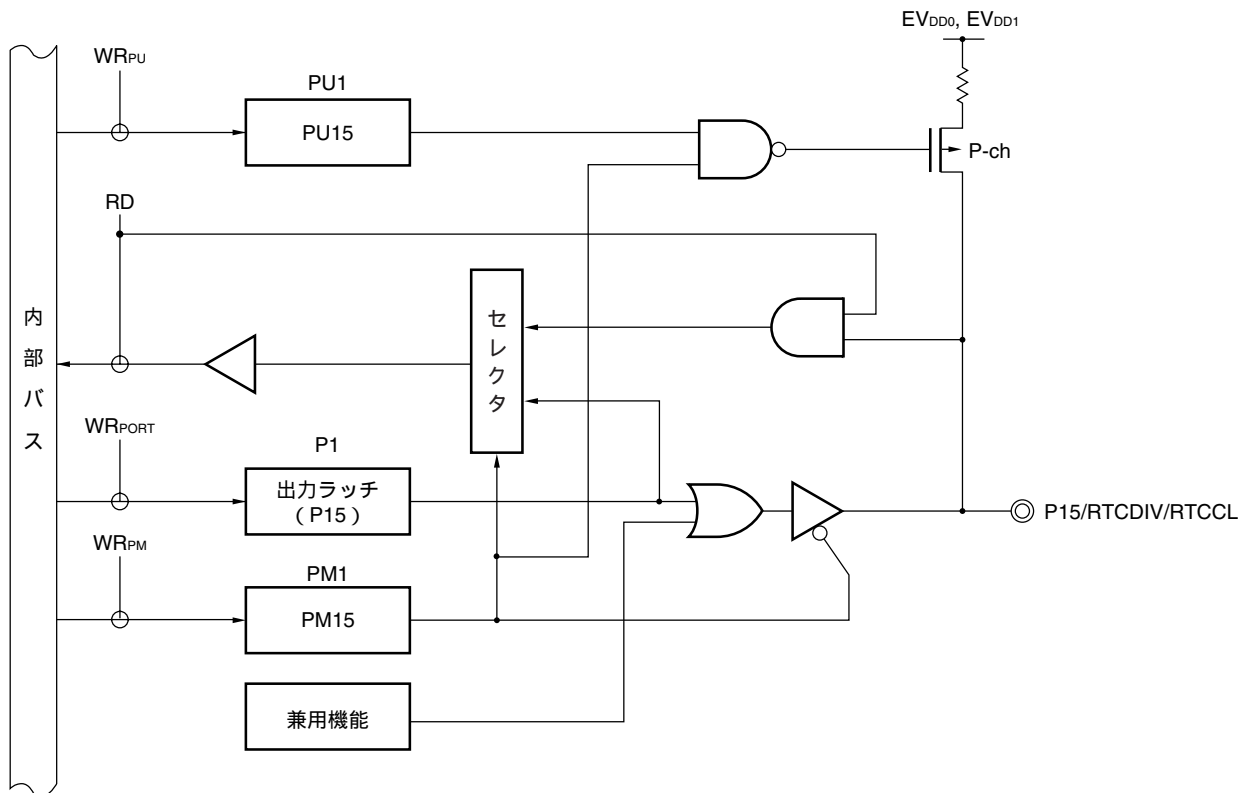 EVDD0, EVDD1
WRPU
PU1
PU15
P-ch
RD
内部バス
セレクタ
WRPORT
P1
出力ラッチ
（P15）
P15/RTCDIV/RTCCL
WRPM
PM1
PM15
兼用機能